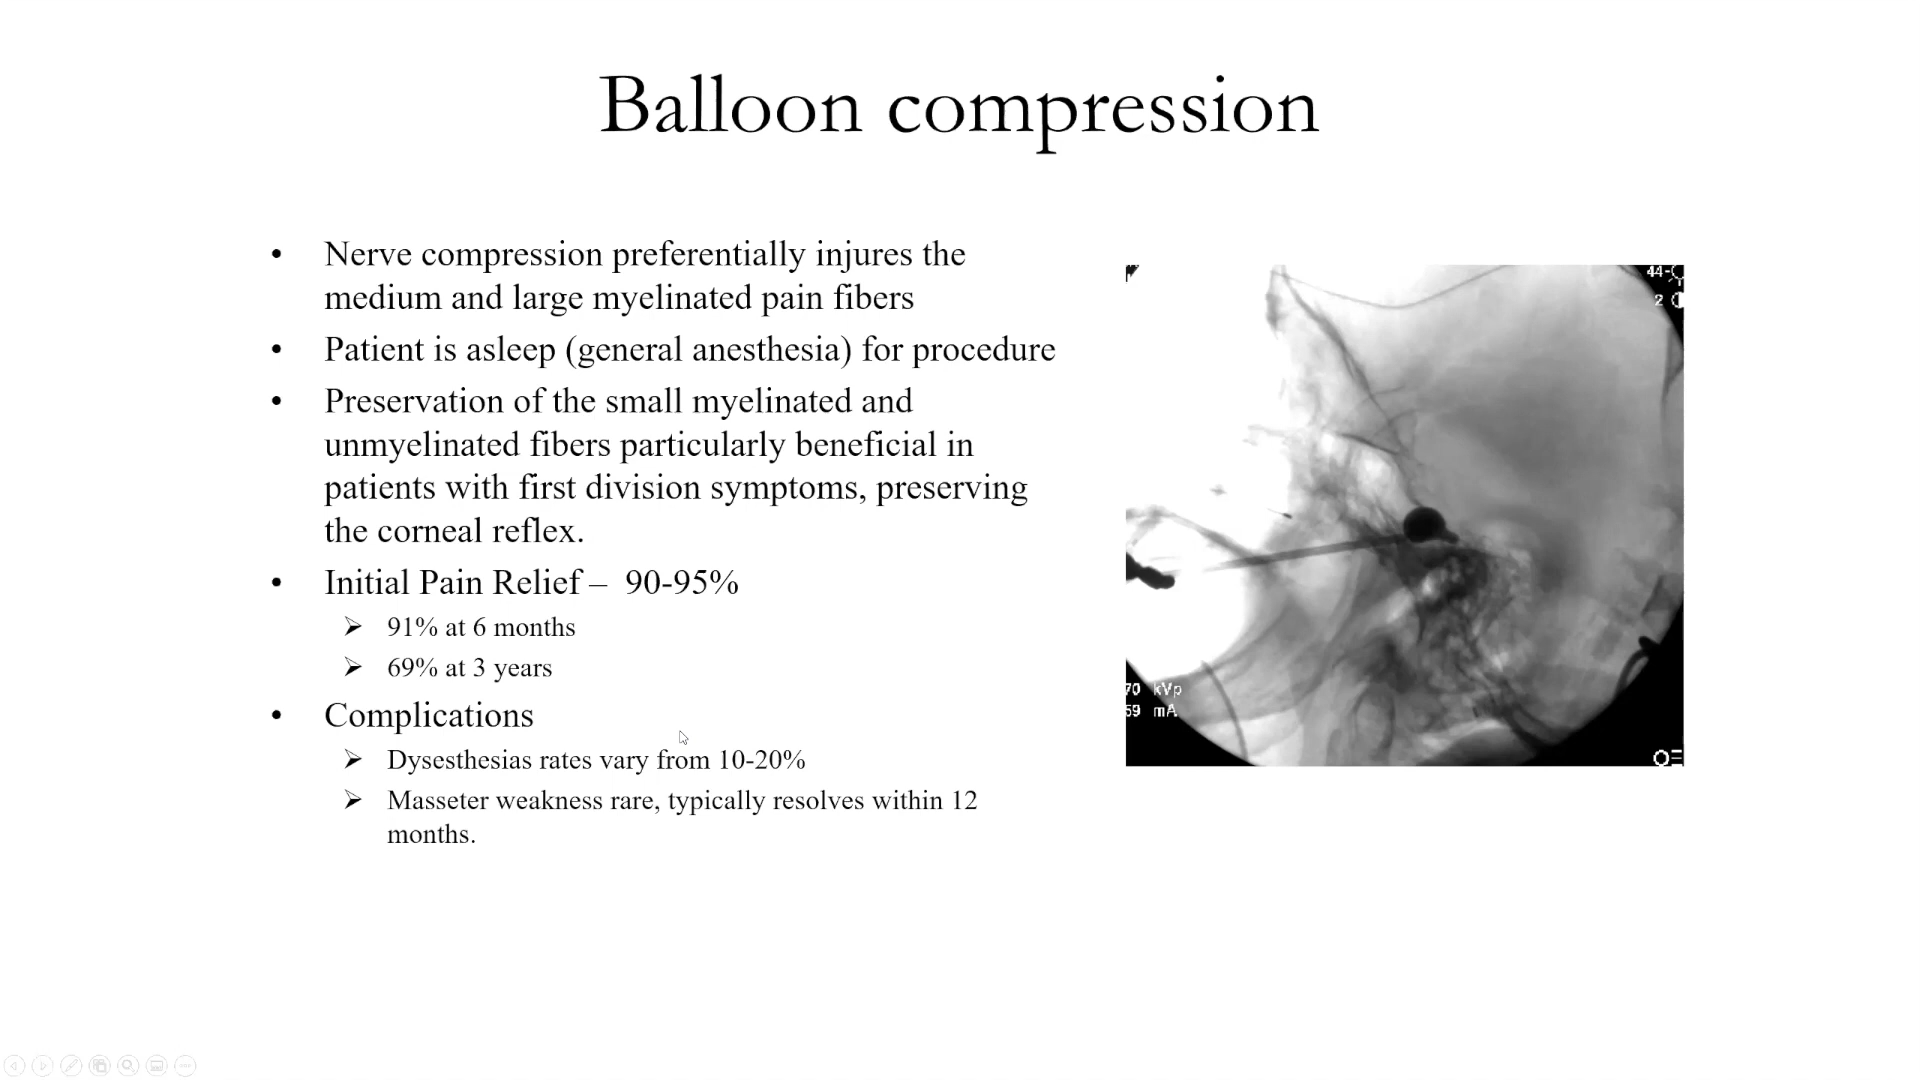 Balloon compression
• Nerve compression preferentially injures the
medium and large myelinated pain fibers
• Patient is asleep (general anesthesia) for procedure
• Preservation of the small myelinated and
unmyelinated fibers particularly beneficial in
patients with first division symptoms, preserving
the corneal reflex.
• Initial Pain Relief – 90-95%
➢ 91% at 6 months
➢ 69% at 3 years
• Complications
➢ Dysesthesias rates vary from 10-20%
➢ Masseter weakness rare, typically resolves within 12
months.
44-
2
70 kVp
59 mA